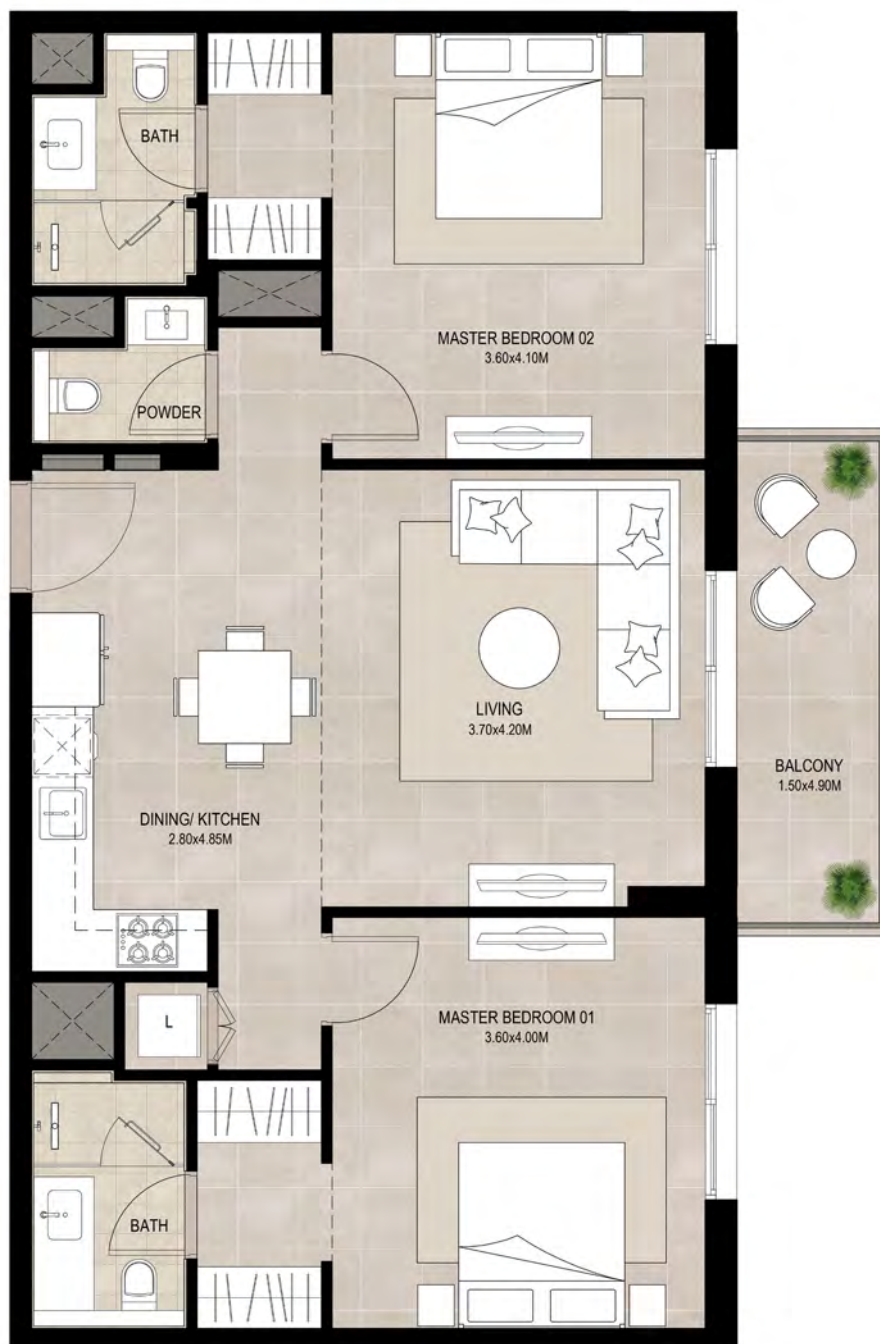 BATH
MASTER BEDROOM 02
3.60x4.10M
POWDER
LIVING
3.70x4.20M
BALCONY
1.50x4.90M
DINING/ KITCHEN
2.80x4.85M
L
MASTER BEDROOM 01
3.60x4.00M
BATH